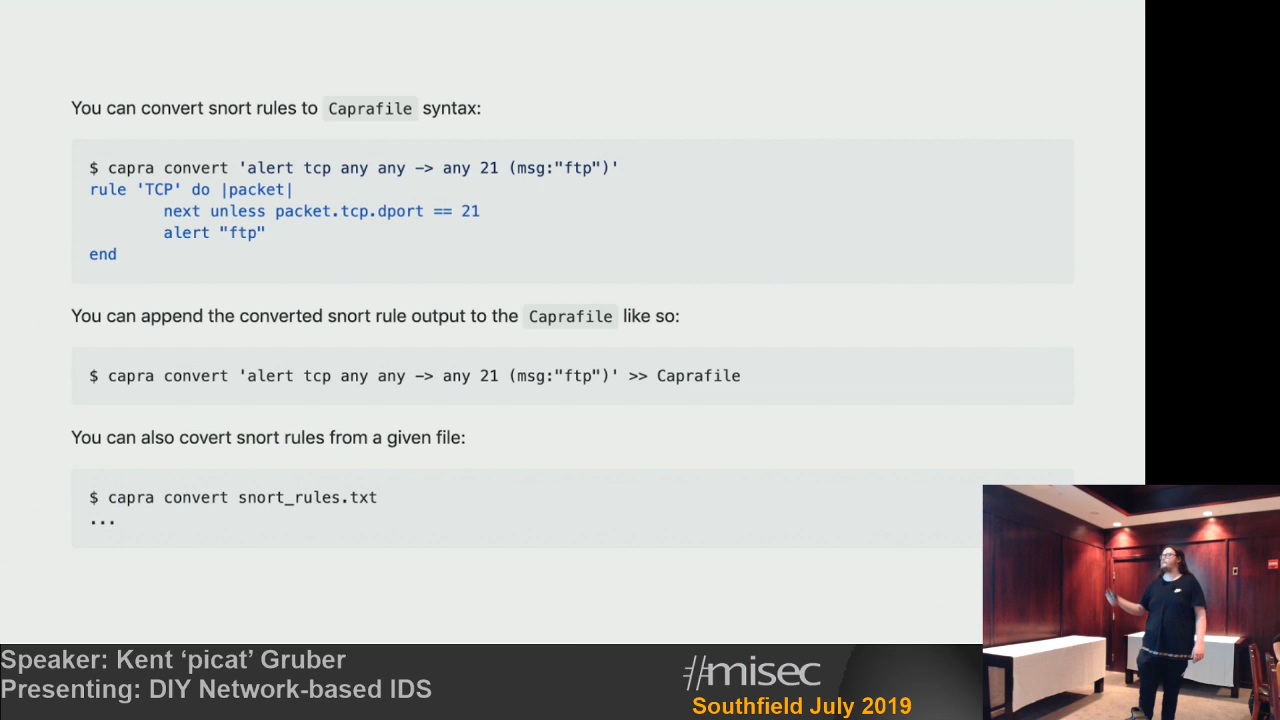 You can convert snort rules to Caprafile syntax:
$ capra convert 'alert tcp any any -> any 21 (msg:"ftp")'
rule 'TCP' do |packet|
next unless packet.tcp.dport == 21
alert "ftp"
end
You can append the converted snort rule output to the Caprafile like so:
$ capra convert 'alert tcp any any -> any 21 (msg:"ftp")' >> Caprafile
You can also covert snort rules from a given file:
$ capra convert snort_rules.txt
...
Speaker: Kent ‘picat’ Gruber
Presenting: DIY Network-based IDS
#misec
Southfield July 2019